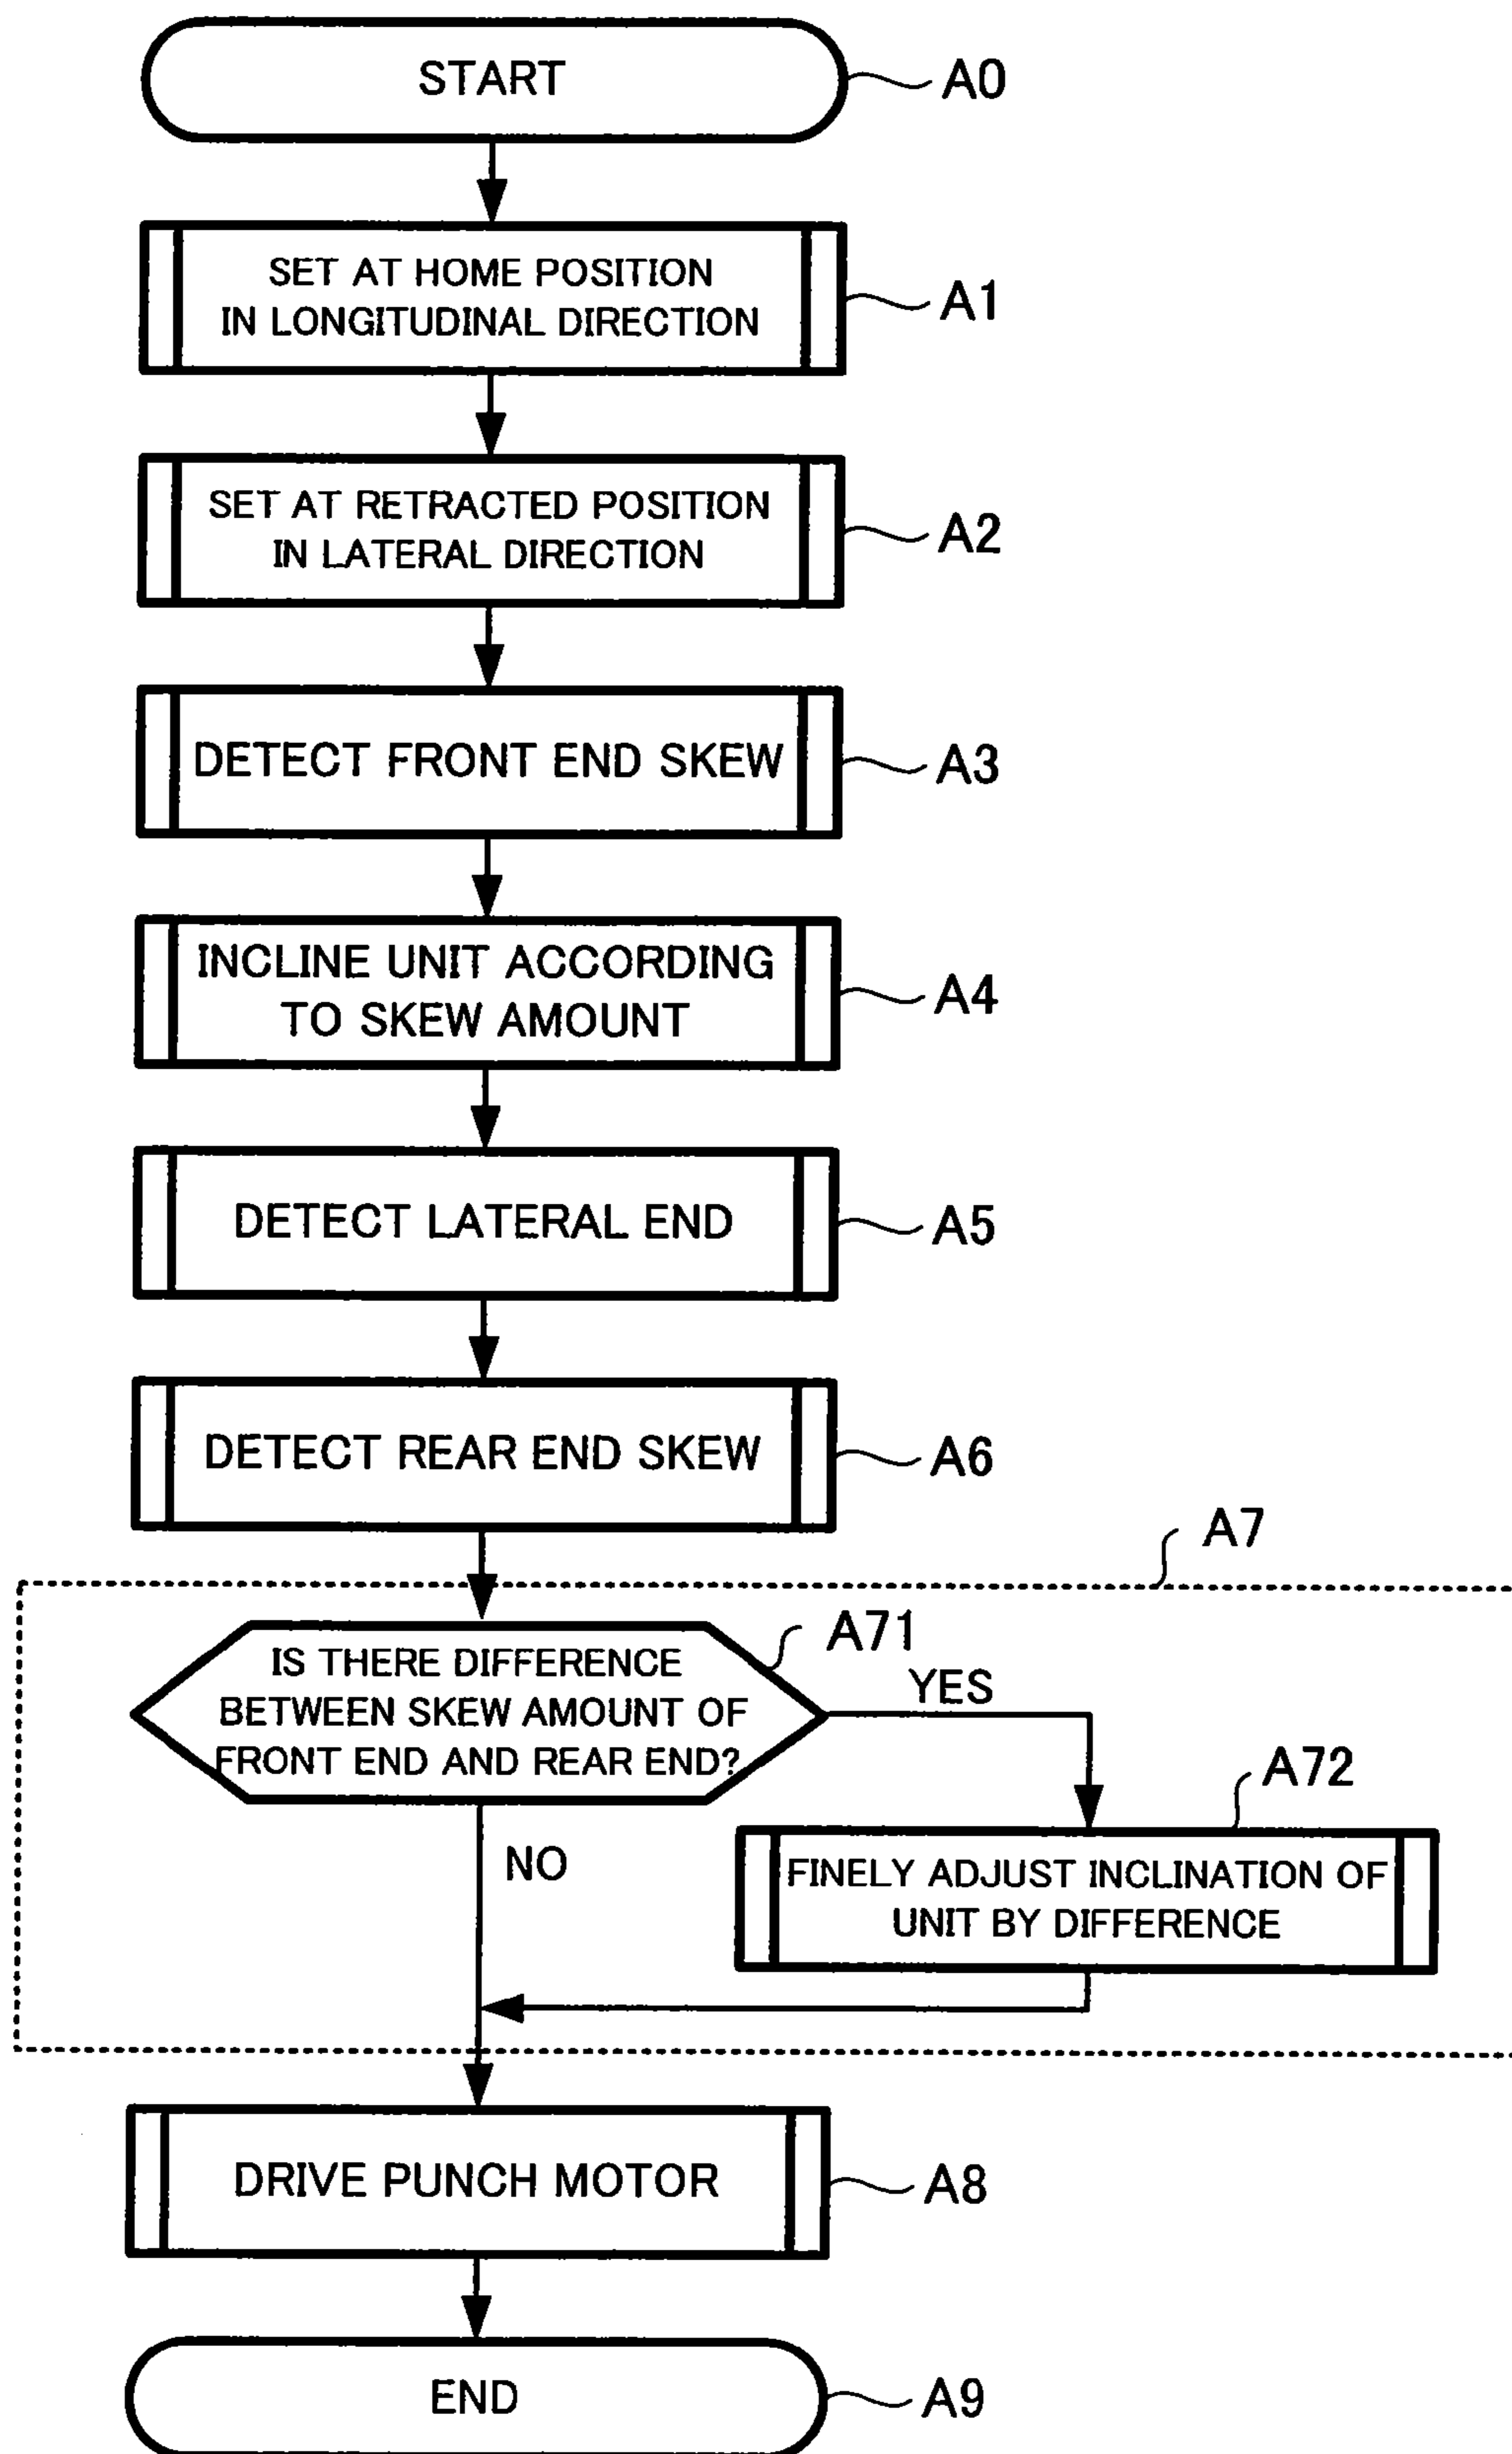 START
A0
SET AT HOME POSITION
IN LONGITUDINAL DIRECTION
A1
SET AT RETRACTED POSITION
IN LATERAL DIRECTION
A2
DETECT FRONT END SKEW
A3
INCLINE UNIT ACCORDING
TO SKEW AMOUNT
A4
DETECT LATERAL END
A5
DETECT REAR END SKEW
A6
A7
IS THERE DIFFERENCE
BETWEEN SKEW AMOUNT OF
FRONT END AND REAR END?
A71
YES
A72
FINELY ADJUST INCLINATION OF
UNIT BY DIFFERENCE
NO
DRIVE PUNCH MOTOR
A8
END
A9